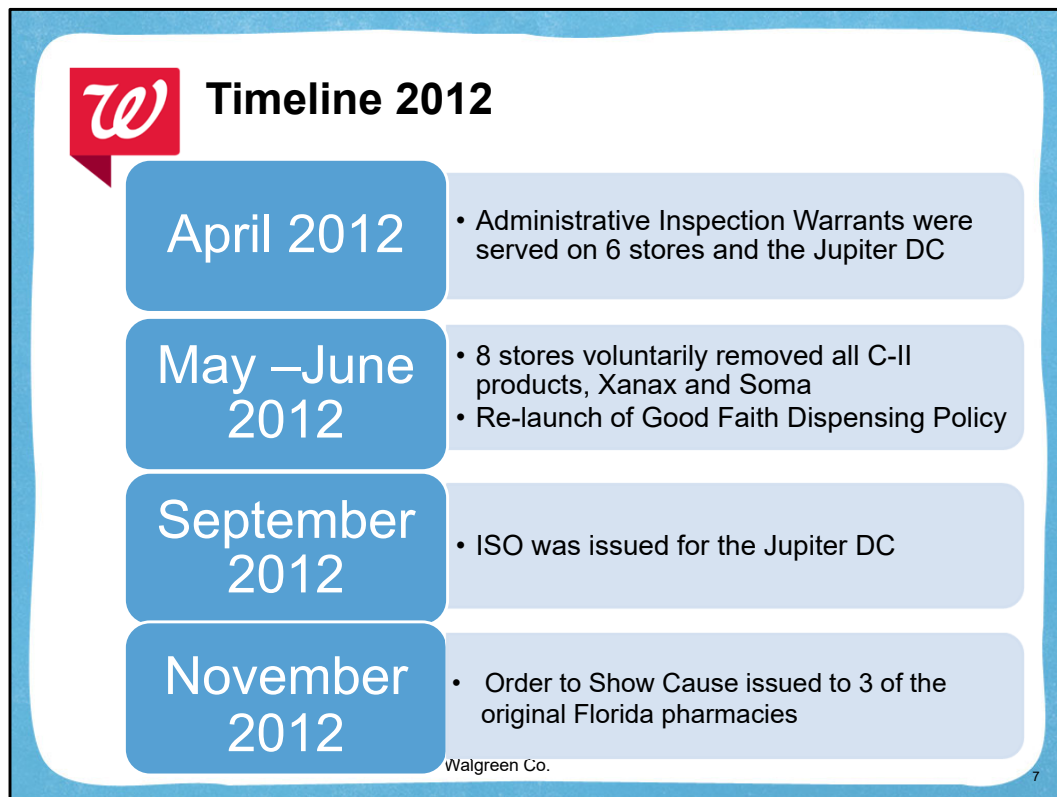 W
Timeline 2012
April 2012
• Administrative Inspection Warrants were
served on 6 stores and the Jupiter DC
May –June
2012
• 8 stores voluntarily removed all C-II
products, Xanax and Soma
• Re-launch of Good Faith Dispensing Policy
September
2012
• ISO was issued for the Jupiter DC
November
2012
• Order to Show Cause issued to 3 of the
original Florida pharmacies
Walgreen Co.
7